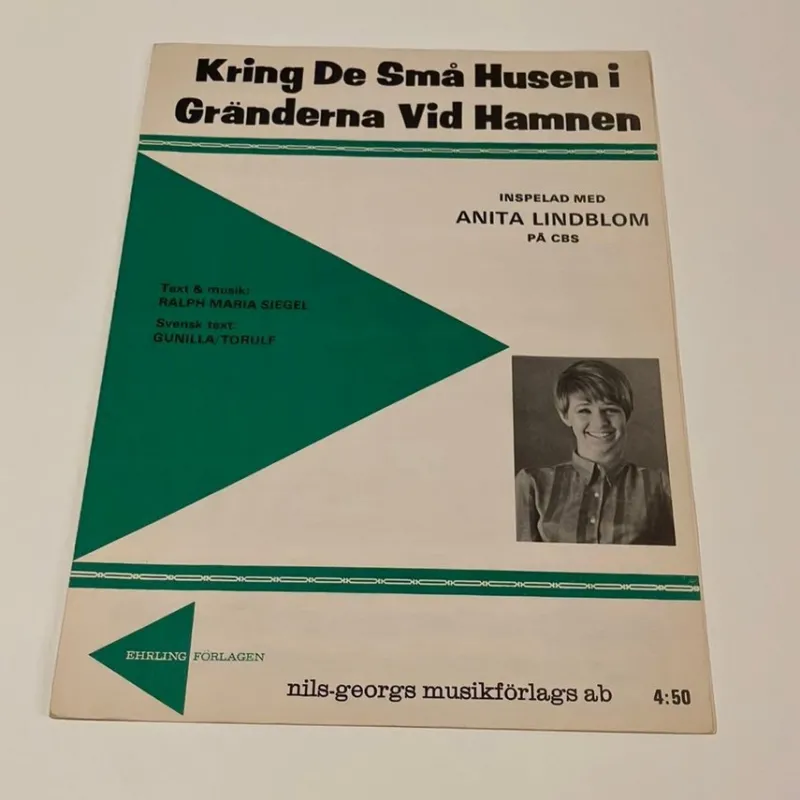 Kring De Små Husen i
Gränderna Vid Hamnen
INSPELAD MED
ANITA LINDBLOM
PÅ CBS
Text & musik:
RALPH MARIA SIEGEL
Svensk text:
GUNILLA/TORULF
EHRLING FÖRLAGEN
nils-georgs musikförlags ab
4:50